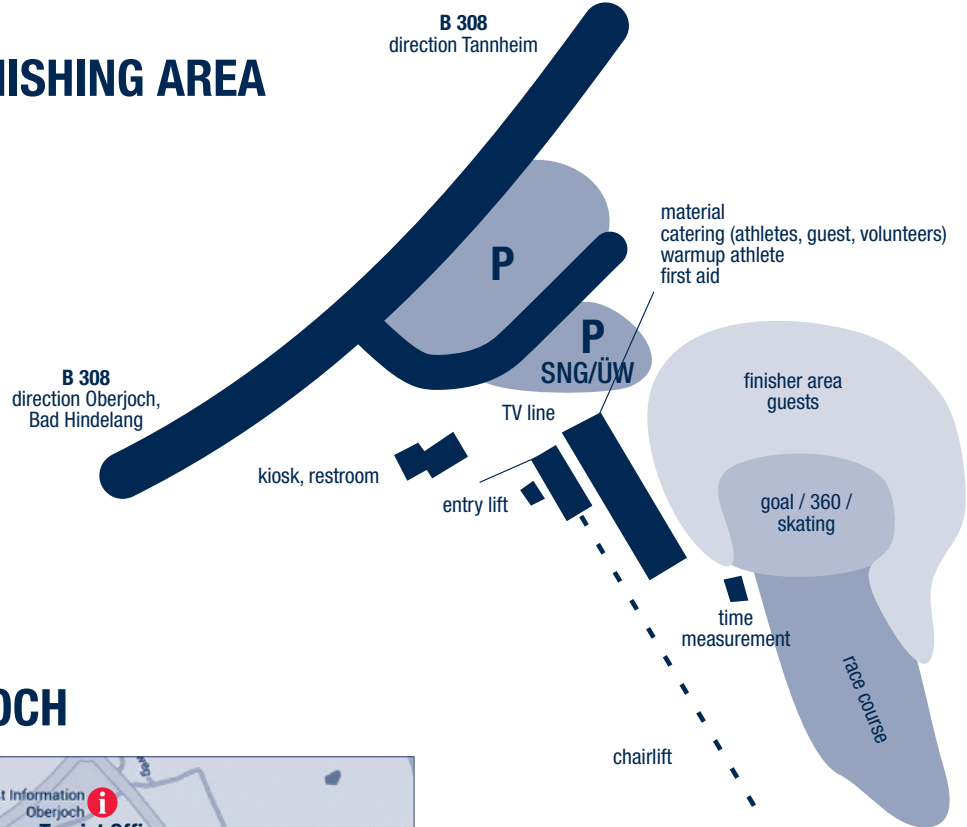 B 308
direction Tannheim
NISHING AREA
material
catering (athletes, guest, volunteers)
warmup athlete
first aid
P
P
SNG/ÜW
B 308
direction Oberjoch,
Bad Hindelang
finisher area
guests
TV line
kiosk, restroom
entry lift
goal / 360 /
skating
time
measurement
race course
OCH
chairlift
weg
t Information
Oberjoch
i